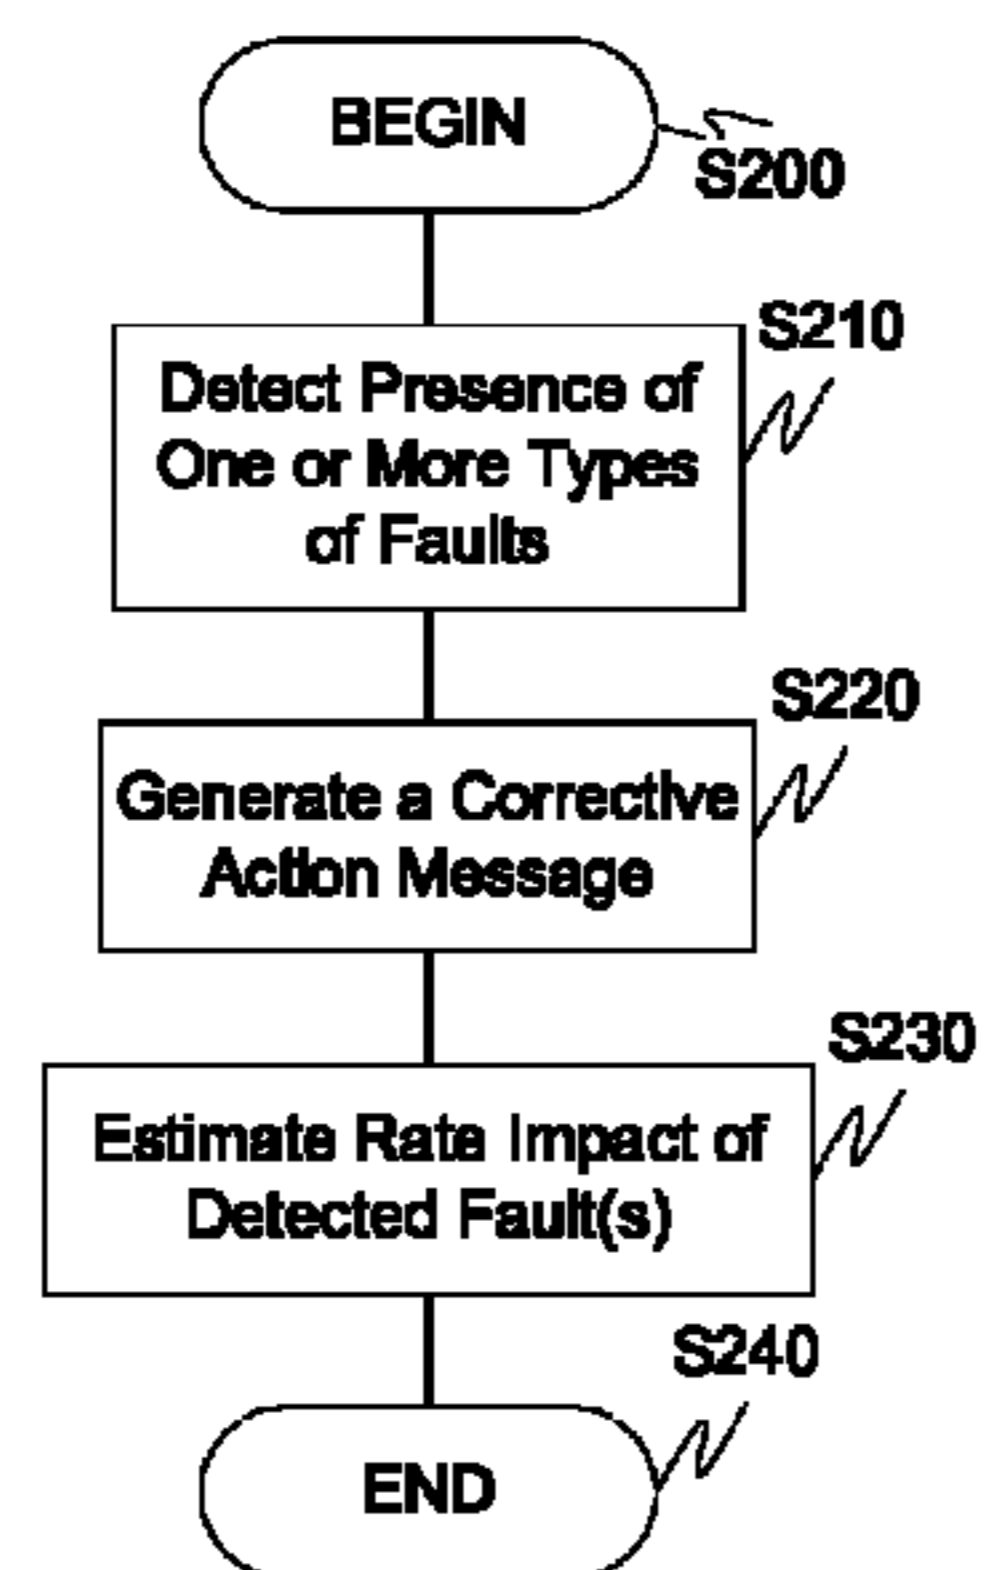 BEGIN
S200
S210
Detect Presence of
One or More Types
of Faults
S220
Generate a Corrective
Action Message
S230
Estimate Rate Impact of
Detected Fault(s)
S240
END